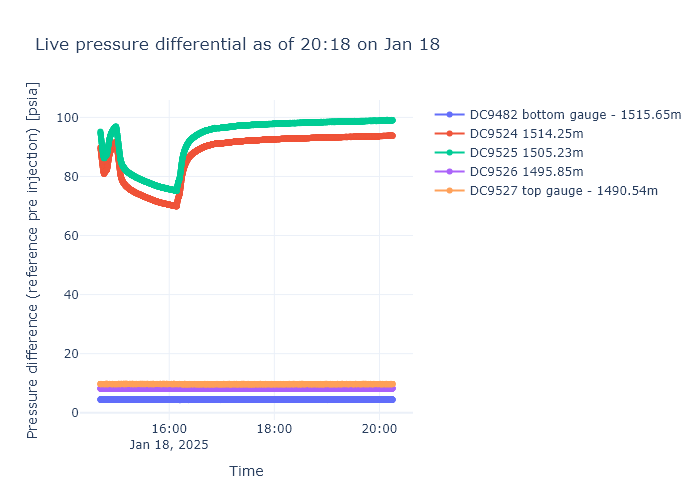 Live pressure differential as of 20:18 on Jan 18
Pressure difference (reference pre injection) [psia]
100
80
60
40
20
0
16:00
Jan 18, 2025
18:00
20:00
Time
DC9482 bottom gauge - 1515.65m
DC9524 1514.25m
DC9525 1505.23m
DC9526 1495.85m
DC9527 top gauge - 1490.54m